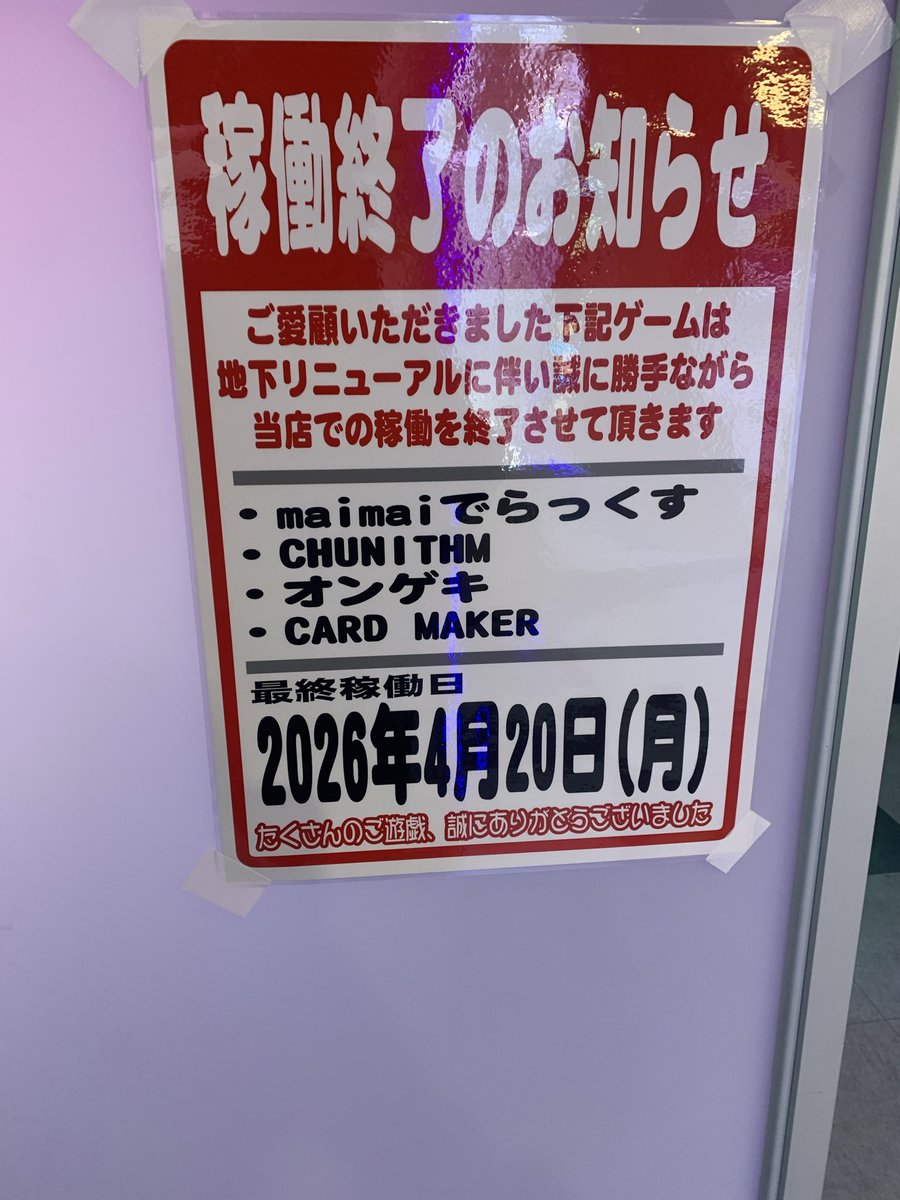 稼働終了のお知らせ
ご愛顧いただきました下記ゲームは
地下リニューアルに伴い誠に勝手ながら
当店での稼働を終了させて頂きます
・maimaiでらっくす
・CHUNITHM
・オンゲキ
・CARD MAKER
最終稼働日
2026年4月20日(月)
たくさんのご遊戯、誠にありがとうございました